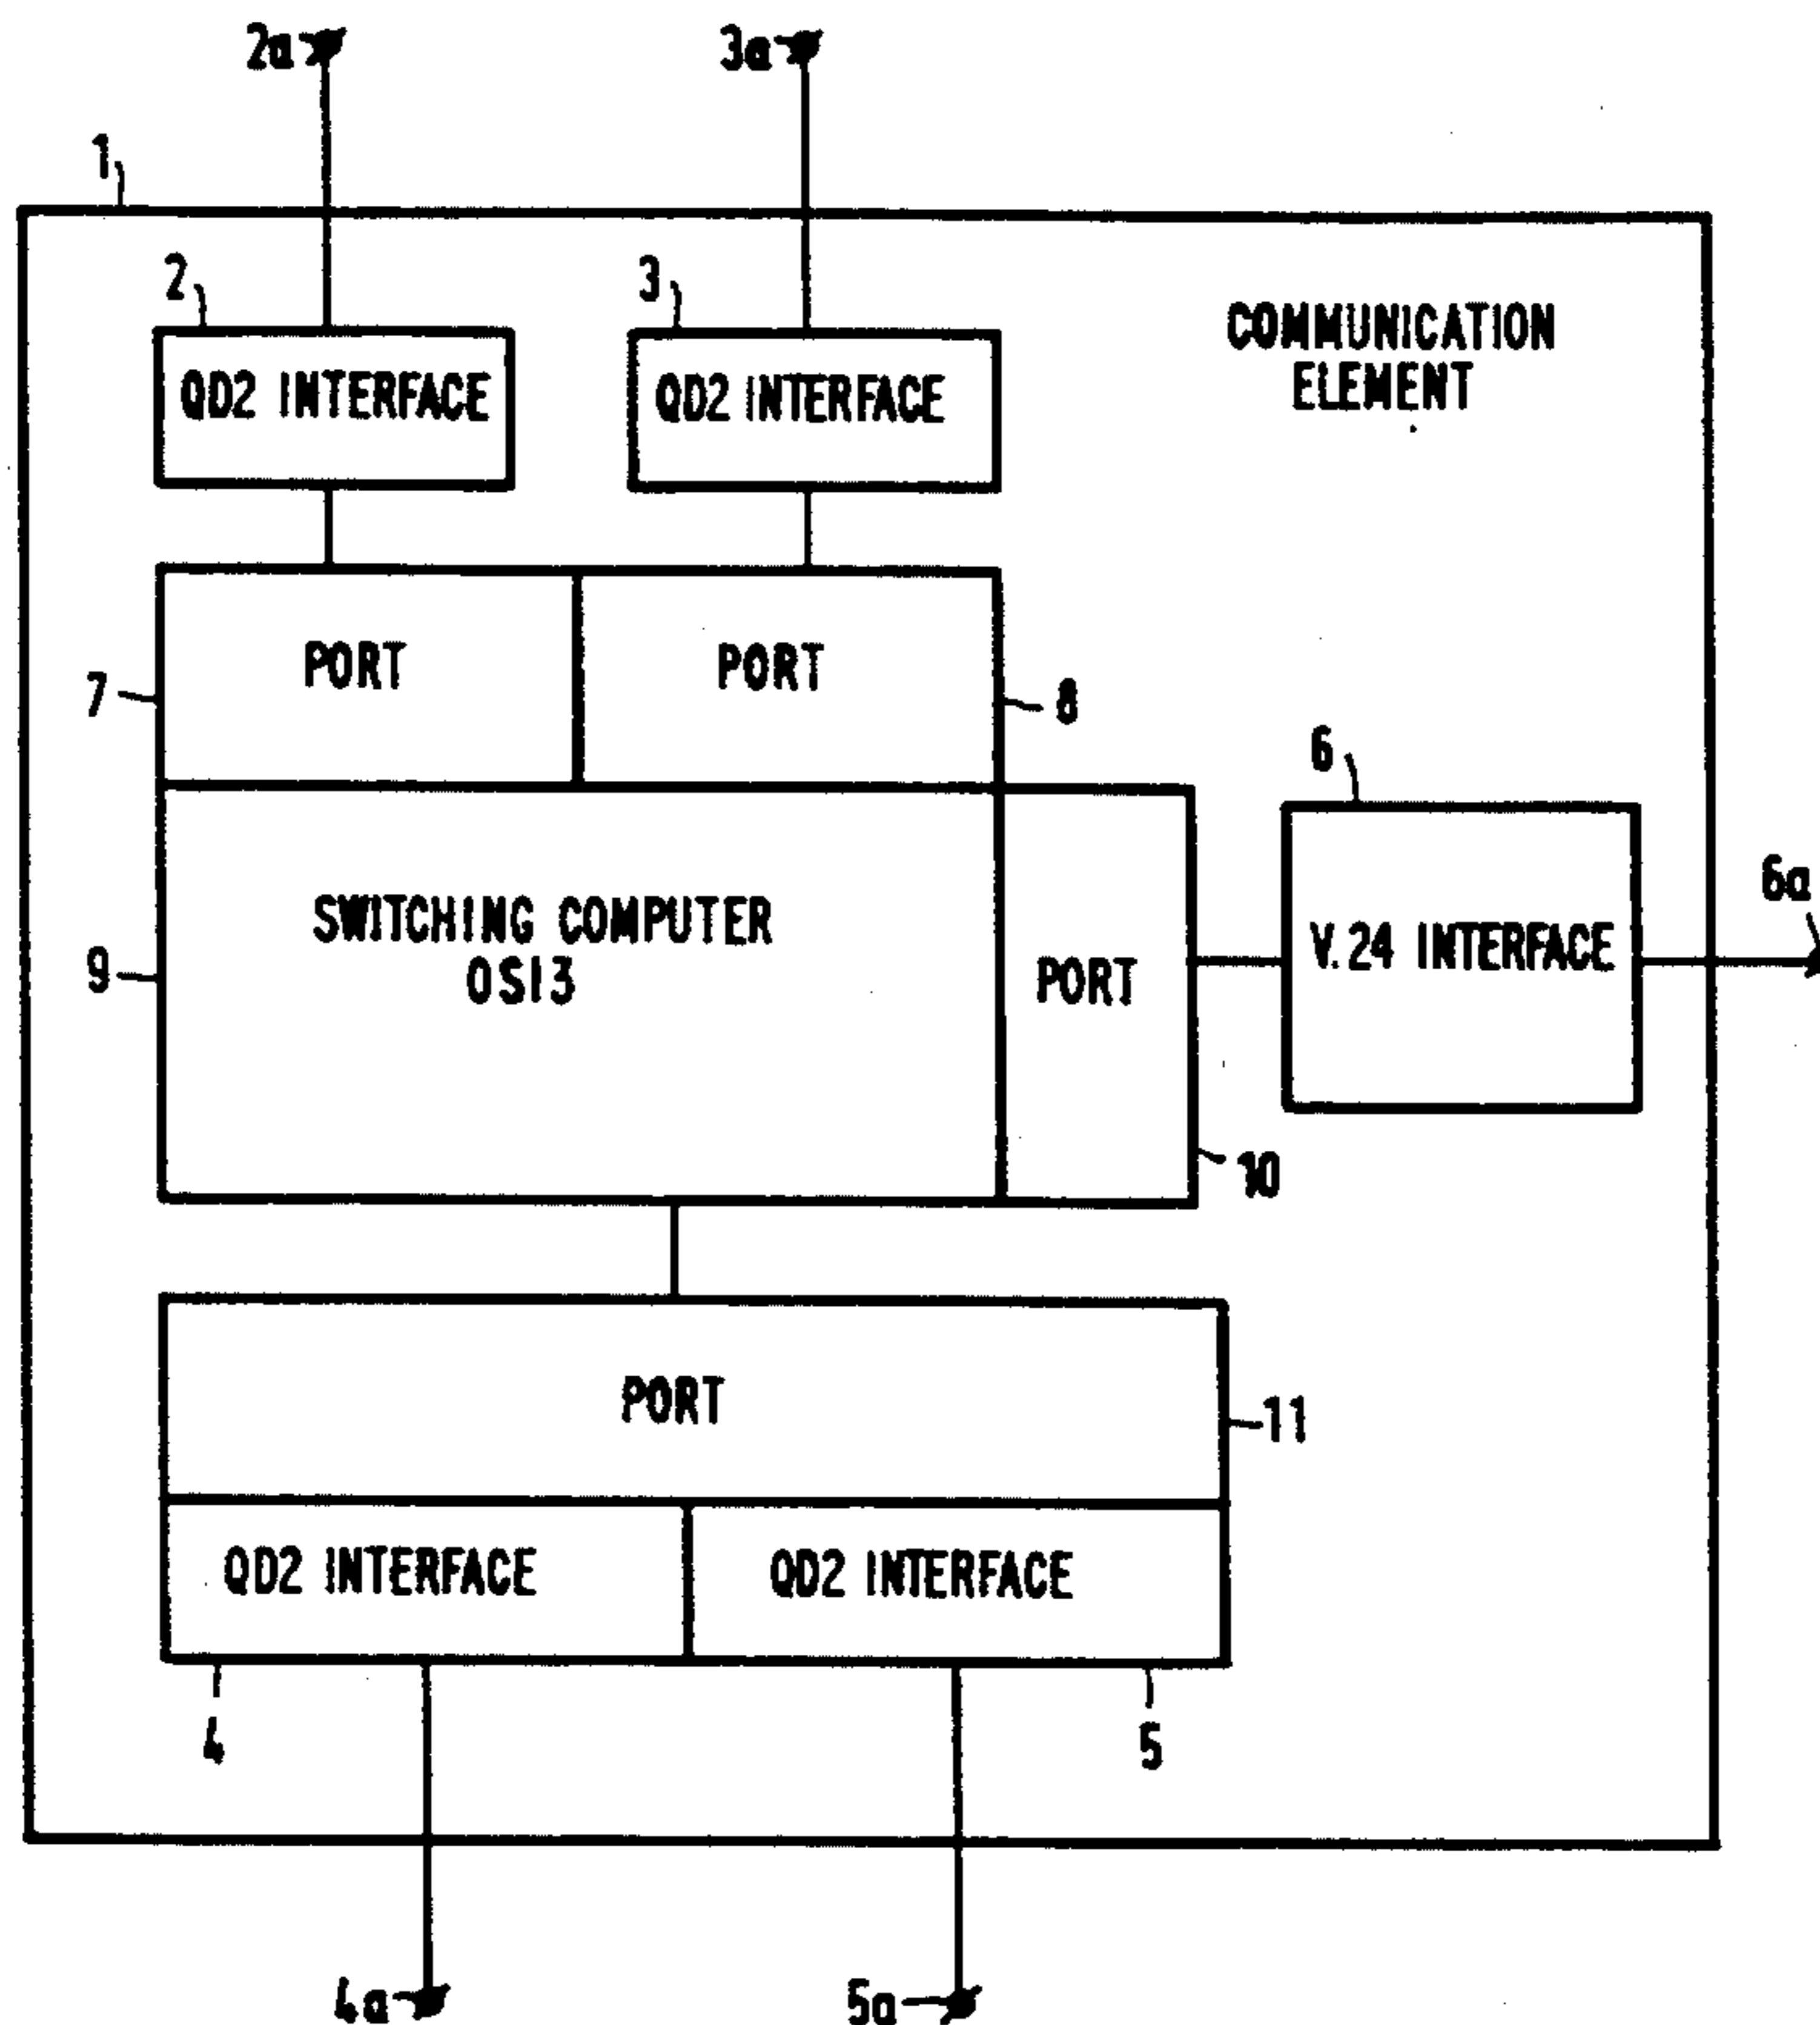 2a
3a
1
2
3
COMMUNICATION
ELEMENT
QD2 INTERFACE
QD2 INTERFACE
PORT
PORT
7
8
6
6a
SWITCHING COMPUTER
OSI3
9
PORT
V.24 INTERFACE
10
PORT
11
QD2 INTERFACE
QD2 INTERFACE
4
5
4a
5a